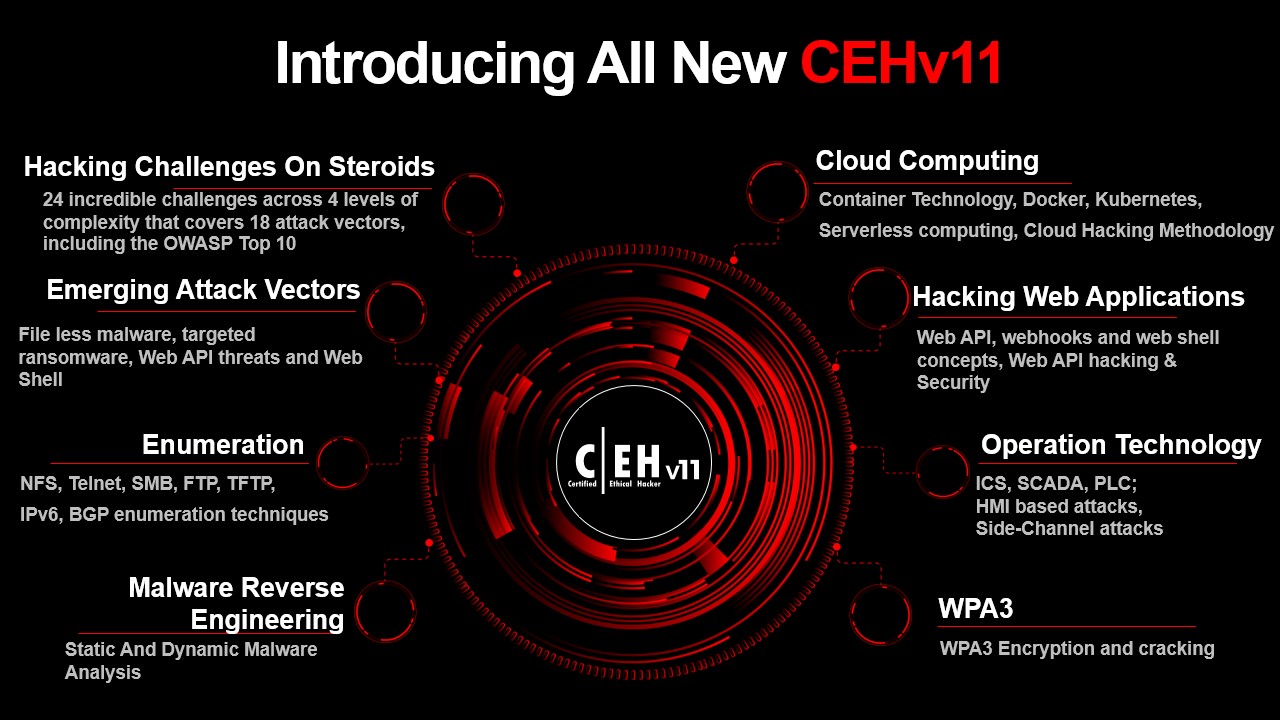 Introducing All New CEHv11
Hacking Challenges On Steroids
24 incredible challenges across 4 levels of
complexity that covers 18 attack vectors,
including the OWASP Top 10
Emerging Attack Vectors
File less malware, targeted
ransomware, Web API threats and Web
Shell
Enumeration
NFS, Telnet, SMB, FTP, TFTP,
IPv6, BGP enumeration techniques
Malware Reverse
Engineering
Static And Dynamic Malware
Analysis
C|EH v11
Certified Ethical Hacker
Cloud Computing
Container Technology, Docker, Kubernetes,
Serverless computing, Cloud Hacking Methodology
Hacking Web Applications
Web API, webhooks and web shell
concepts, Web API hacking &
Security
Operation Technology
ICS, SCADA, PLC;
HMI based attacks,
Side-Channel attacks
WPA3
WPA3 Encryption and cracking